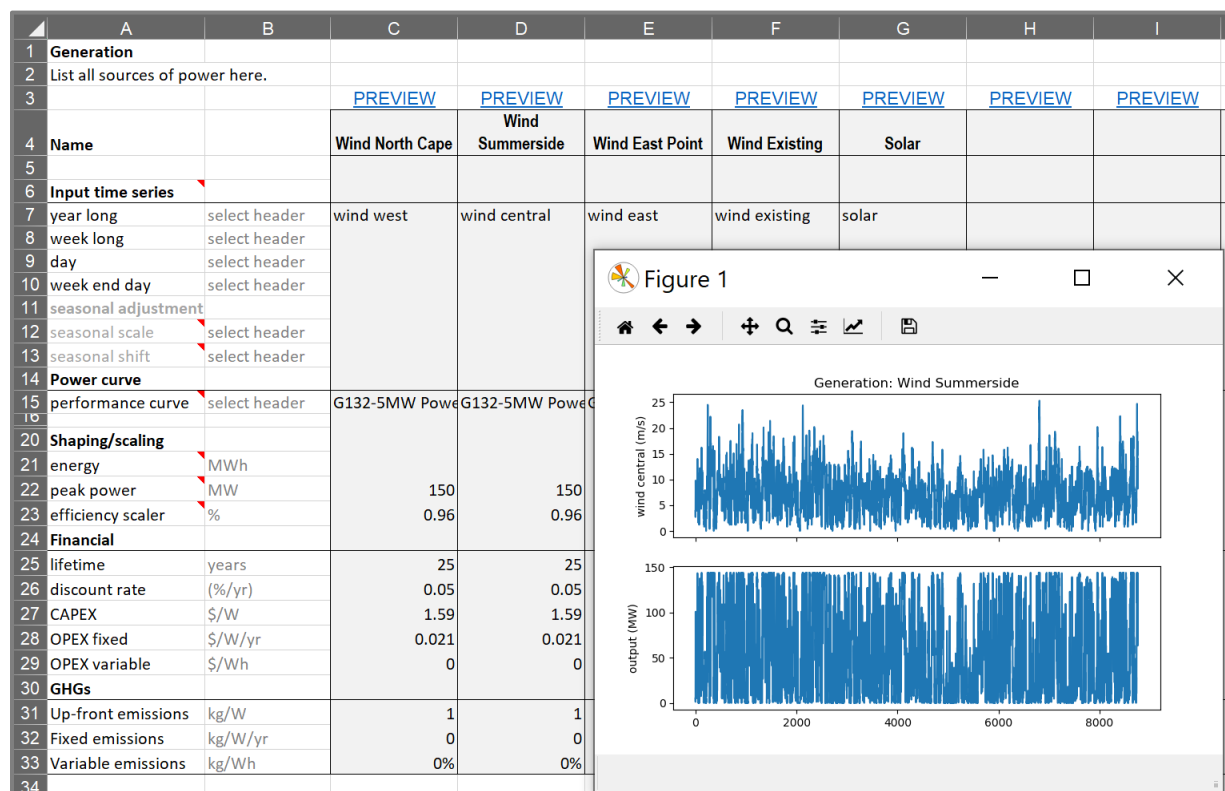 A B C D E F G H I
1 Generation
2 List all sources of power here.
3 PREVIEW PREVIEW PREVIEW PREVIEW PREVIEW PREVIEW PREVIEW
Wind
4 Name Wind North Cape Summerside Wind East Point Wind Existing Solar
5
6 Input time series
7 year long select header wind west wind central wind east wind existing solar
8 week long select header
9 day select header
10 week end day select header
11 seasonal adjustment
12 seasonal scale select header
13 seasonal shift select header
14 Power curve
15 performance curve select header G132-5MW Powe G132-5MW Powe G
16
20 Shaping/scaling
21 energy MWh
22 peak power MW 150 150
23 efficiency scaler % 0.96 0.96
24 Financial
25 lifetime years 25 25
26 discount rate (%/yr) 0.05 0.05
27 CAPEX $/W 1.59 1.59
28 OPEX fixed $/W/yr 0.021 0.021
29 OPEX variable $/Wh 0 0
30 GHGs
31 Up-front emissions kg/W 1 1
32 Fixed emissions kg/W/yr 0 0
33 Variable emissions kg/Wh 0% 0%
34
Figure 1
Generation: Wind Summerside
wind central (m/s)
25
20
15
10
5
0
output (MW)
150
100
50
0
0 2000 4000 6000 8000